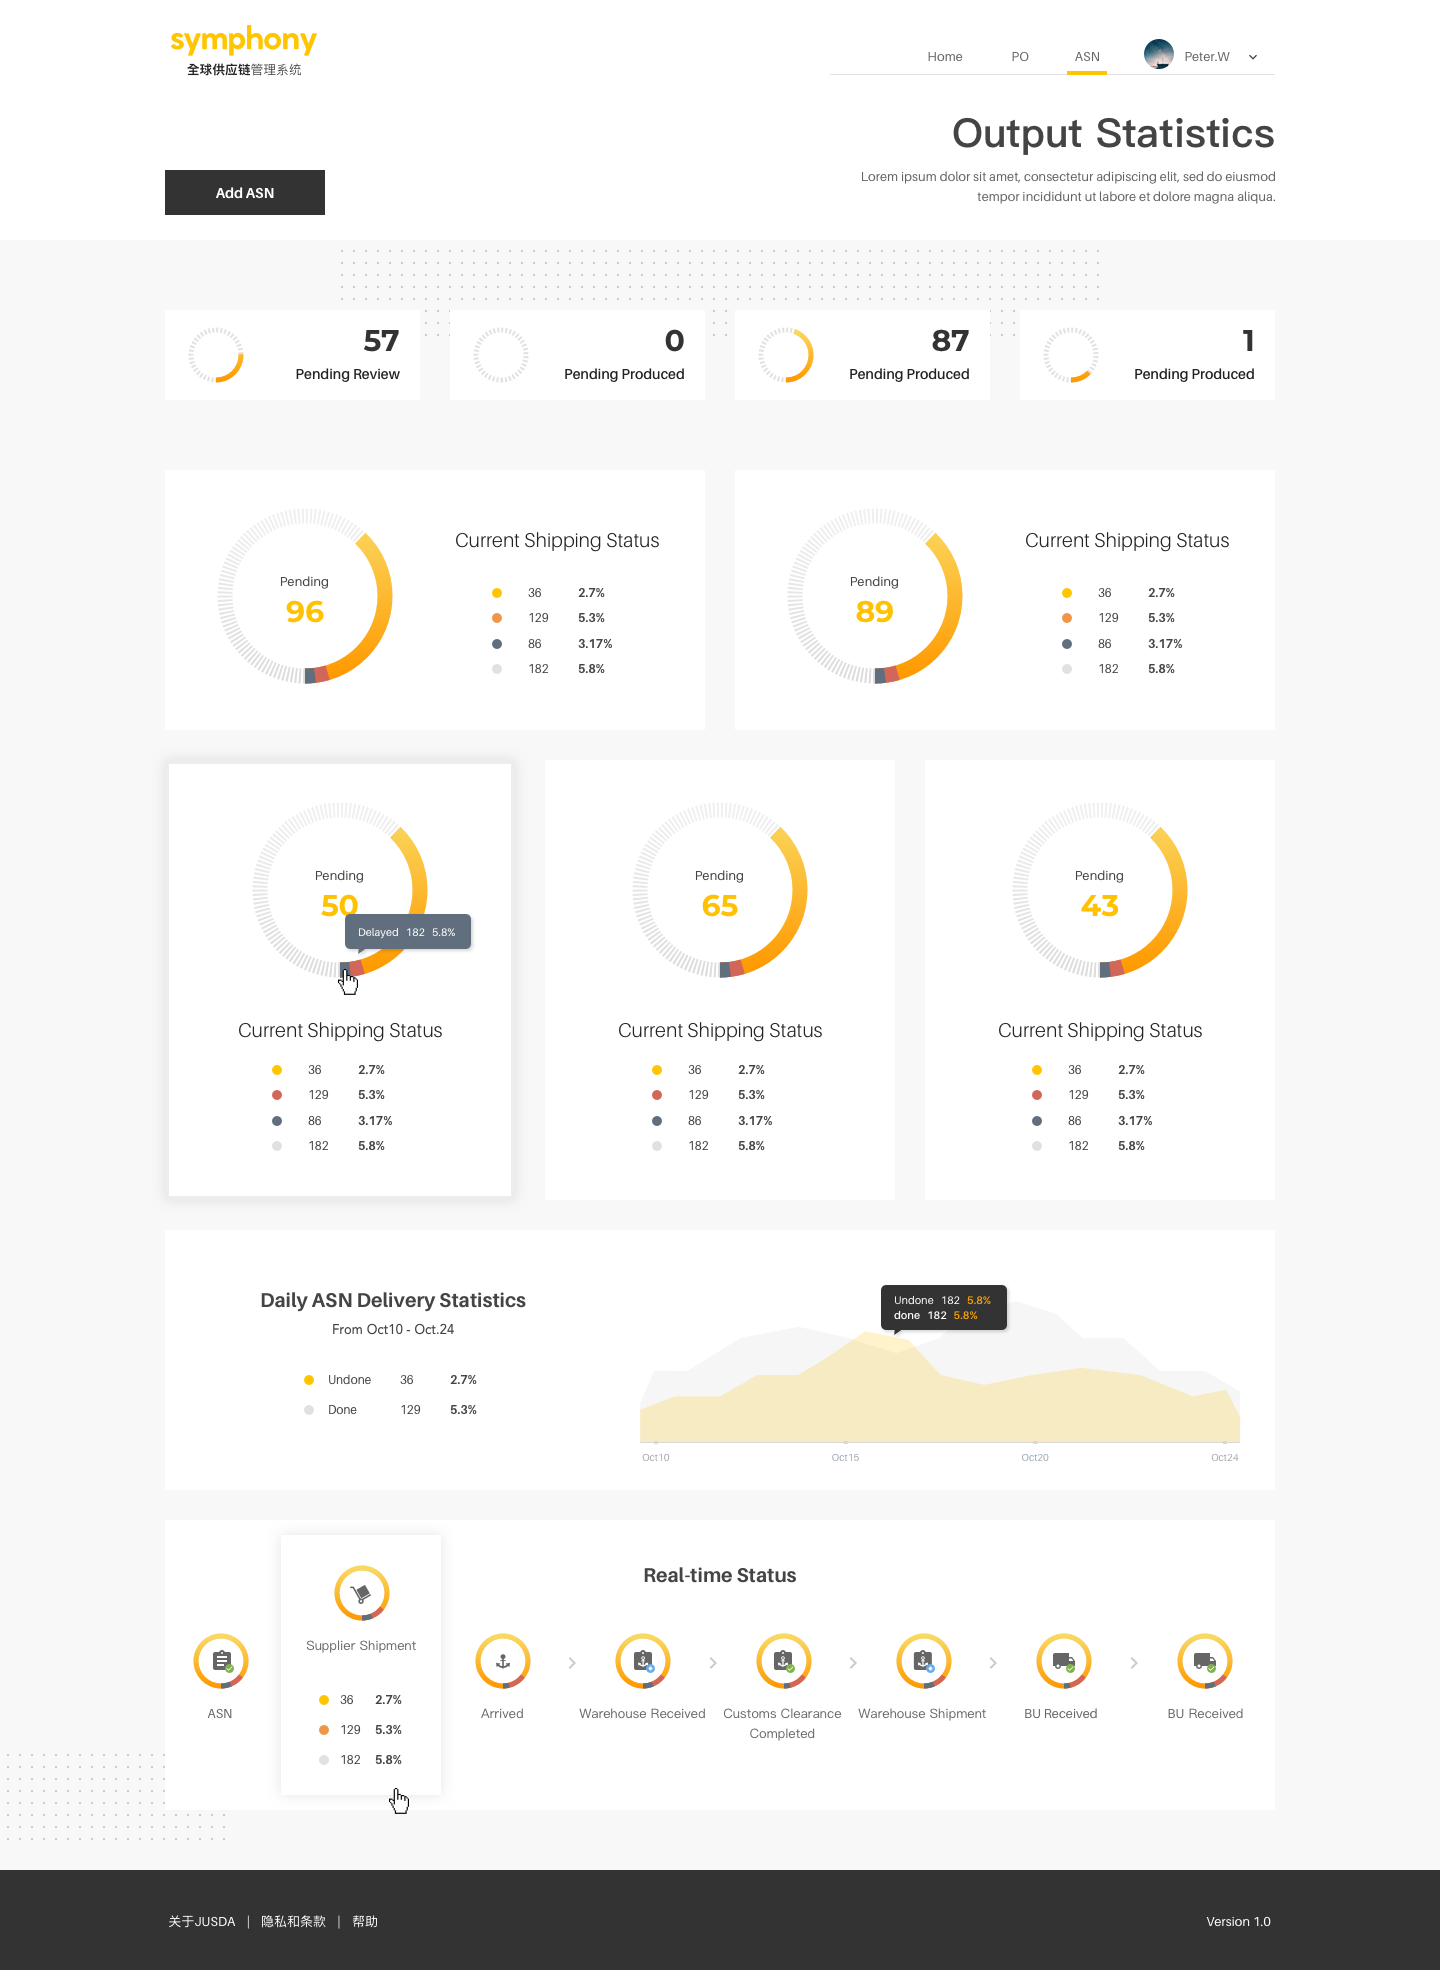 symphony
全球供应链管理系统
Home PO ASN Peter.W
Output Statistics
Lorem ipsum dolor sit amet, consectetur adipiscing elit, sed do eiusmod
tempor incididunt ut labore et dolore magna aliqua.
Add ASN
57
Pending Review
0
Pending Produced
87
Pending Produced
1
Pending Produced
Pending
96
Current Shipping Status
36 2.7%
129 5.3%
86 3.17%
182 5.8%
Pending
89
Current Shipping Status
36 2.7%
129 5.3%
86 3.17%
182 5.8%
Pending
50
Delayed 182 5.8%
Current Shipping Status
36 2.7%
129 5.3%
86 3.17%
182 5.8%
Pending
65
Current Shipping Status
36 2.7%
129 5.3%
86 3.17%
182 5.8%
Pending
43
Current Shipping Status
36 2.7%
129 5.3%
86 3.17%
182 5.8%
Daily ASN Delivery Statistics
From Oct10 - Oct.24
Undone 36 2.7%
Done 129 5.3%
Undone 182 5.8%
done 182 5.8%
Oct10 Oct15 Oct20 Oct24
Real-time Status
ASN
Supplier Shipment
36 2.7%
129 5.3%
182 5.8%
Arrived
Warehouse Received
Customs Clearance
Completed
Warehouse Shipment
BU Received
BU Received
关于JUSDA | 隐私和条款 | 帮助
Version 1.0